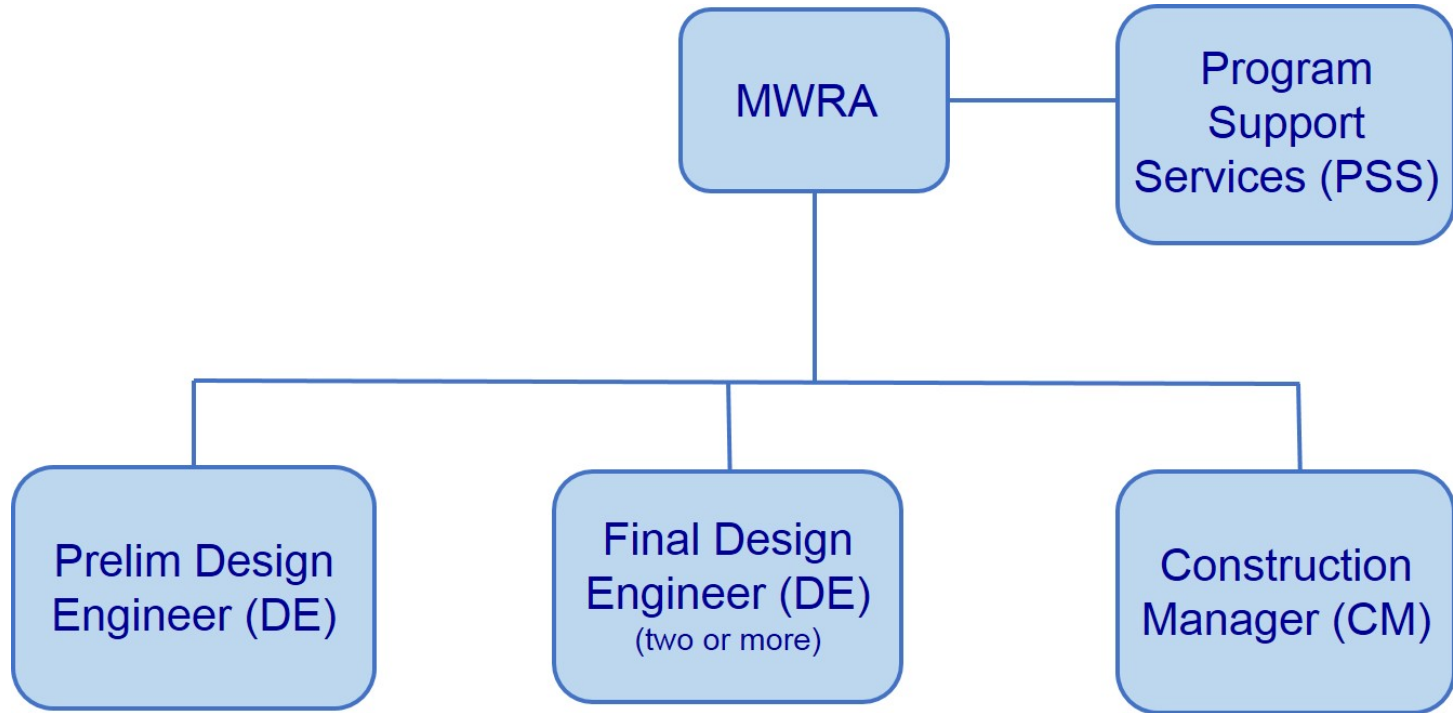 MWRA
Program
Support
Services (PSS)
Prelim Design
Engineer (DE)
Final Design
Engineer (DE)
(two or more)
Construction
Manager (CM)